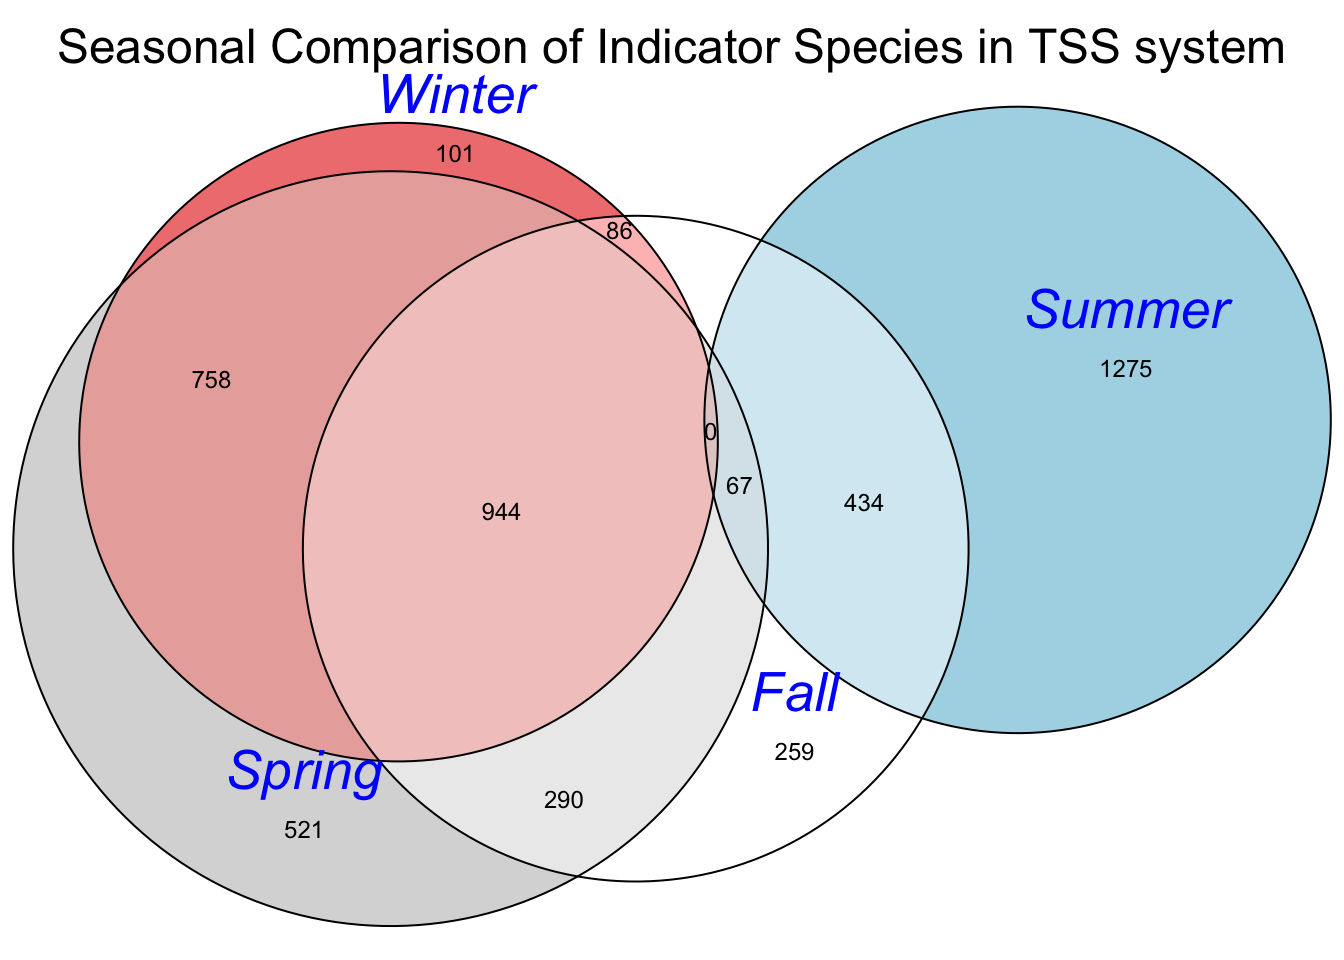 Seasonal Comparison of Indicator Species in TSS system
Winter
101
86
Summer
1275
758
0
67
434
944
Fall
259
Spring
521
290